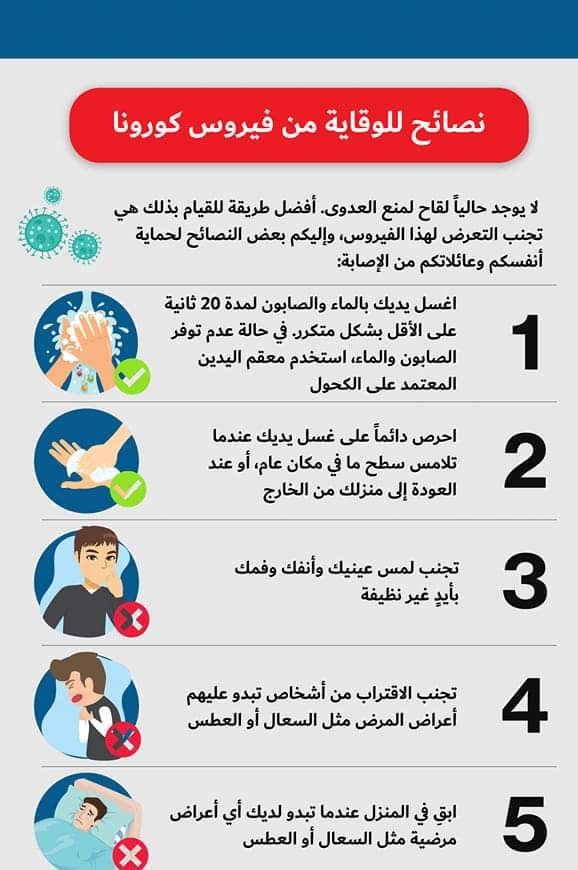 نصائح للوقاية من فيروس كورونا
لا يوجد حالياً لقاح لمنع العدوى. أفضل طريقة للقيام بذلك هي
تجنب التعرض لهذا الفيروس، وإليكم بعض النصائح لحماية
أنفسكم وعائلاتكم من الإصابة:
1
اغسل يديك بالماء والصابون لمدة 20 ثانية
على الأقل بشكل متكرر. في حالة عدم توفر
الصابون والماء، استخدم معقم اليدين
المعتمد على الكحول
2
احرص دائماً على غسل يديك عندما
تلامس سطح ما في مكان عام، أو عند
العودة إلى منزلك من الخارج
3
تجنب لمس عينيك وأنفك وفمك
بأيدٍ غير نظيفة
4
تجنب الاقتراب من أشخاص تبدو عليهم
أعراض المرض مثل السعال أو العطس
5
ابقِ في المنزل عندما تبدو لديك أي أعراض
مرضية مثل السعال أو العطس